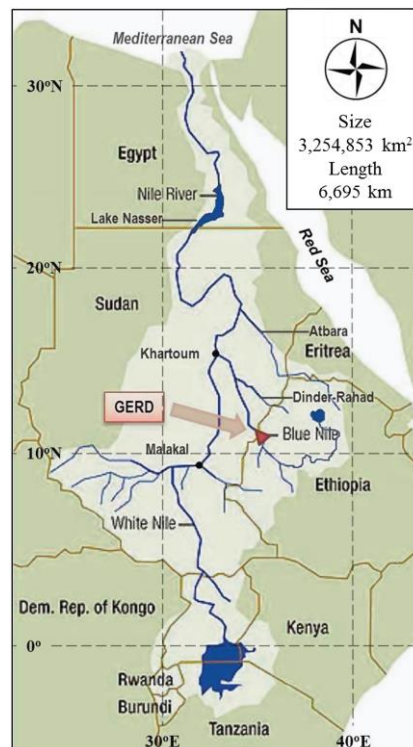 Mediterranean Sea
N
Size
3,254,853 km²
Length
6,695 km
30°N
Egypt
Nile River
Lake Nasser
Red Sea
20°N
Sudan
Atbara
Khartoum
Eritrea
Dinder-Rahad
GERD
Blue Nile
Malakal
10°N
Ethiopia
White Nile
Dem. Rep. of Kongo
Kenya
0°
Rwanda
Burundi
Tanzania
30°E
40°E